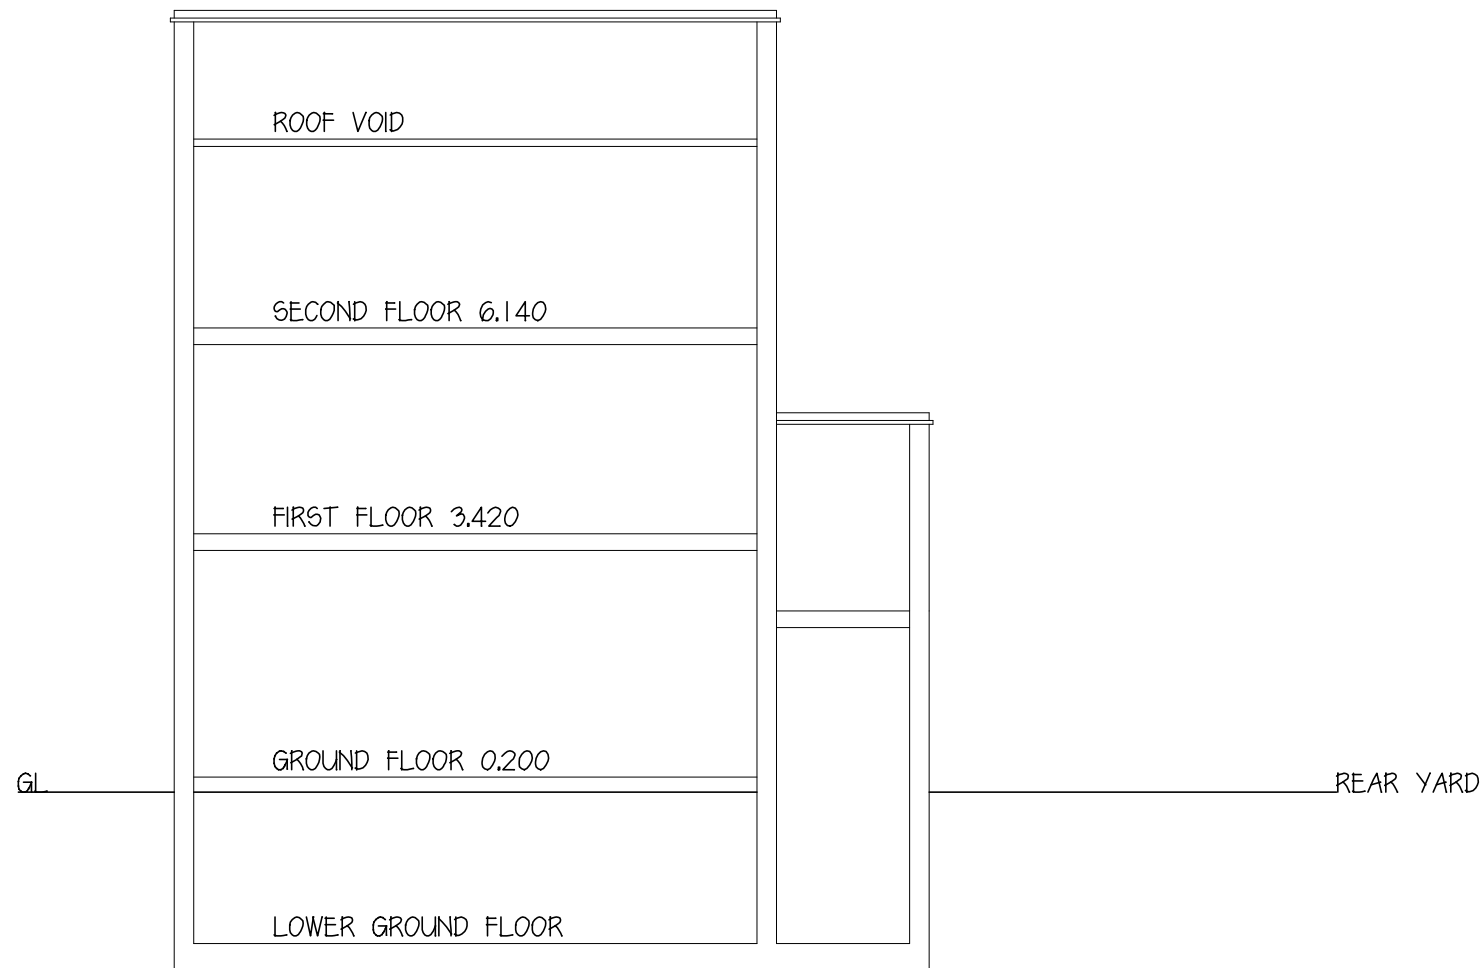 ROOF VOID
SECOND FLOOR 6.140
FIRST FLOOR 3.420
GROUND FLOOR 0.200
GL
REAR YARD
LOWER GROUND FLOOR